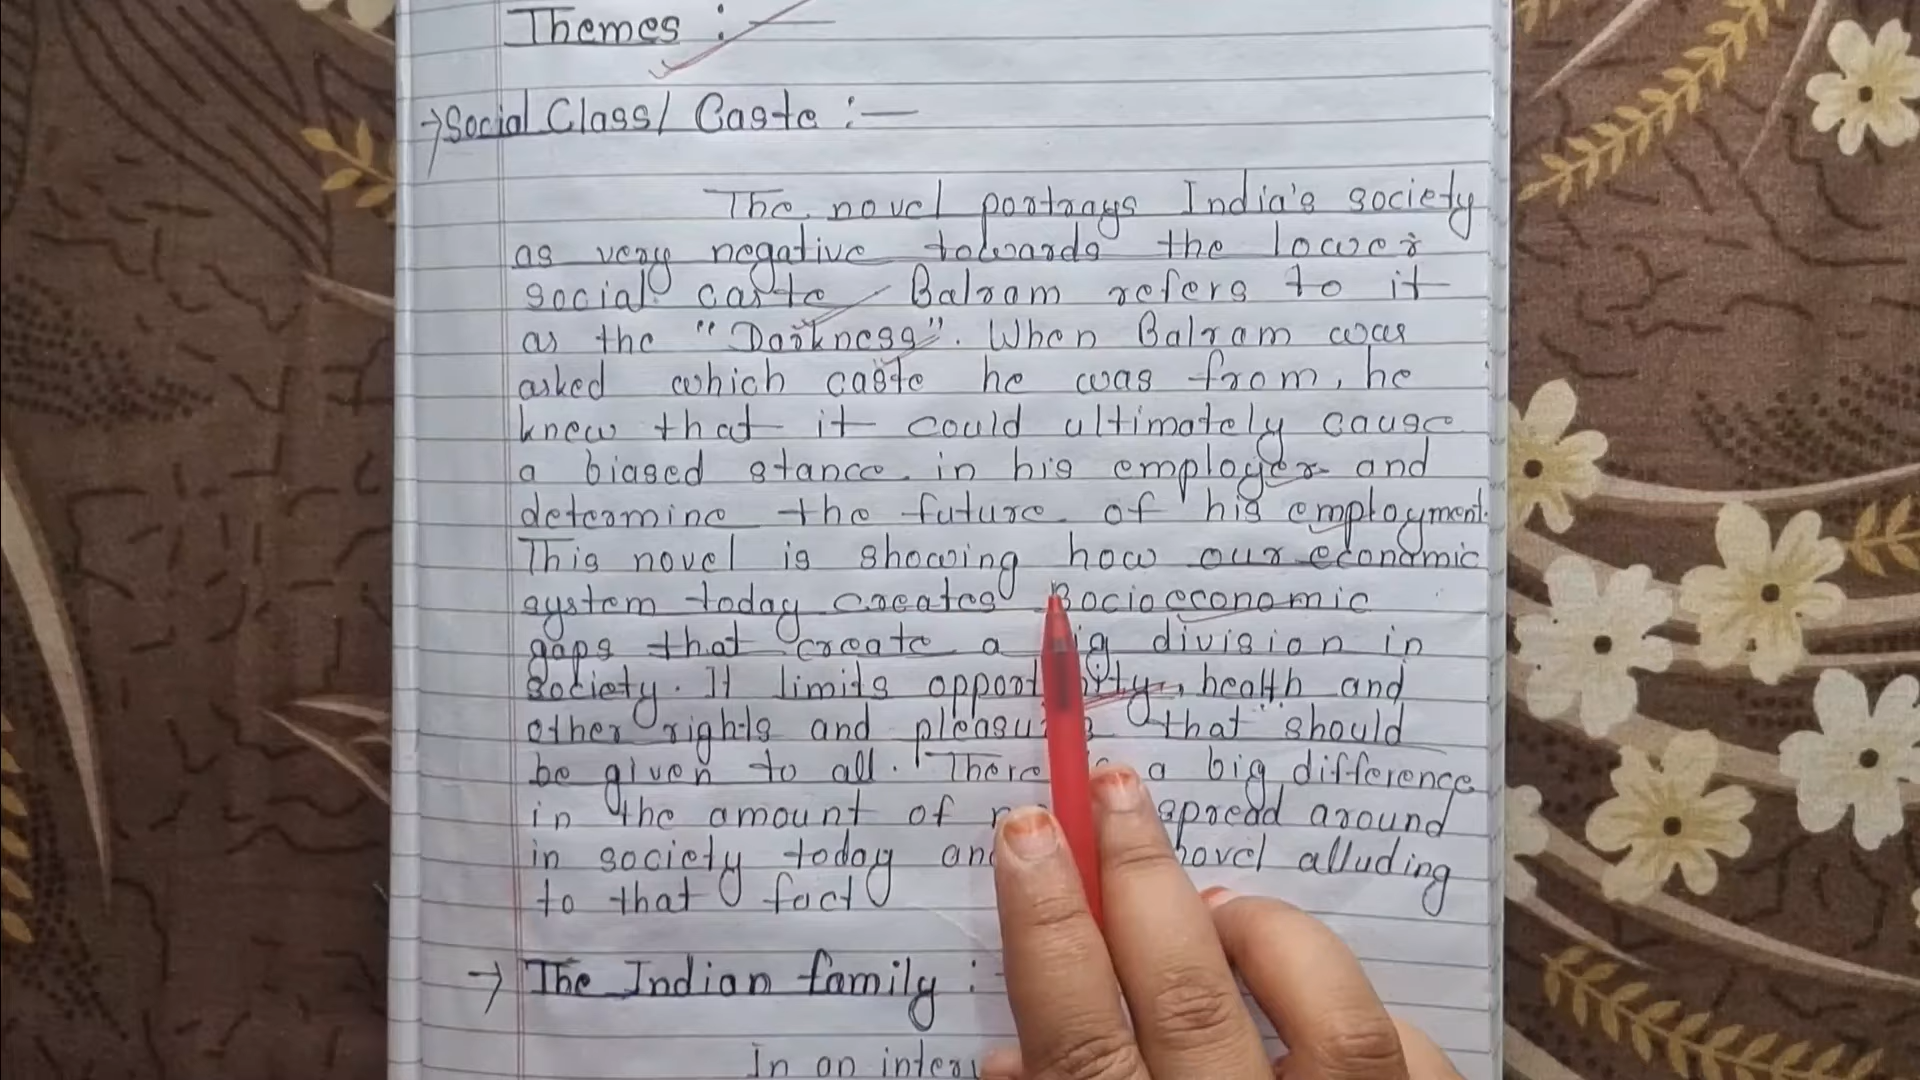 Themes :—
→ Social Class/ Caste :—
The novel portrays India's society
as very negative towards the lower
social caste Balram refers to it
as the "Darkness". When Balram was
asked which caste he was from, he
knew that it could ultimately cause
a biased stance in his employer and
determine the future of his employment.
This novel is showing how our economic
system today creates socioeconomic
gaps that create a division in
society. It limits opportunity, health and
other rights and pleasures that should
be given to all. There is a big difference
in the amount of spread around
in society today and novel alluding
to that fact
→ The Indian family :
In an